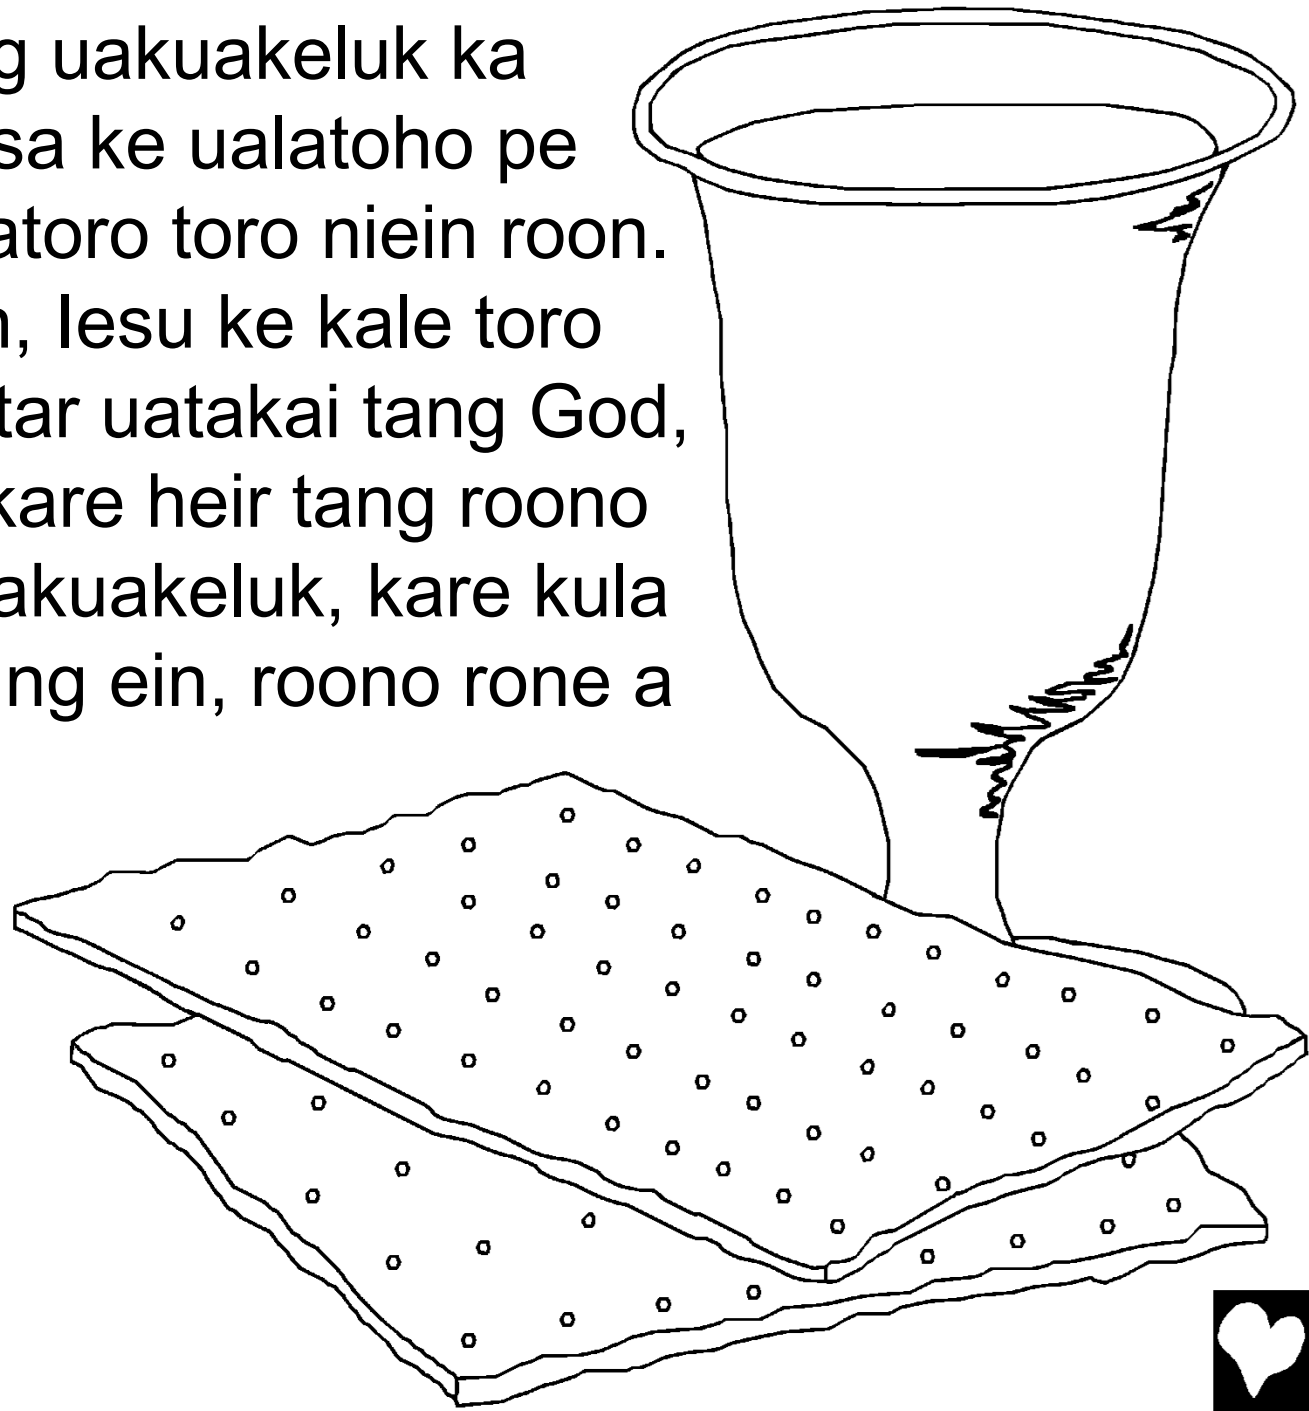 g uakuakeluk ka
sa ke ualatoho pe
atoro toro niein roon.
, Iesu ke kale toro
tar uatakai tang God,
kare heir tang roono
akuakeluk, kare kula
ng ein, roono rone a